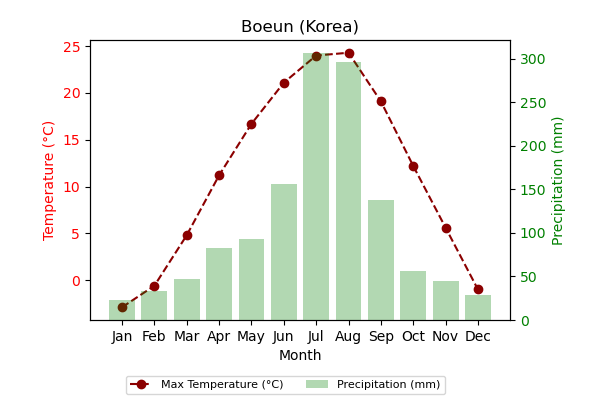 Boeun (Korea)
25
20
15
10
5
0
Temperature (°C)
300
250
200
150
100
50
0
Precipitation (mm)
Jan Feb Mar Apr May Jun Jul Aug Sep Oct Nov Dec
Month
Max Temperature (°C) Precipitation (mm)